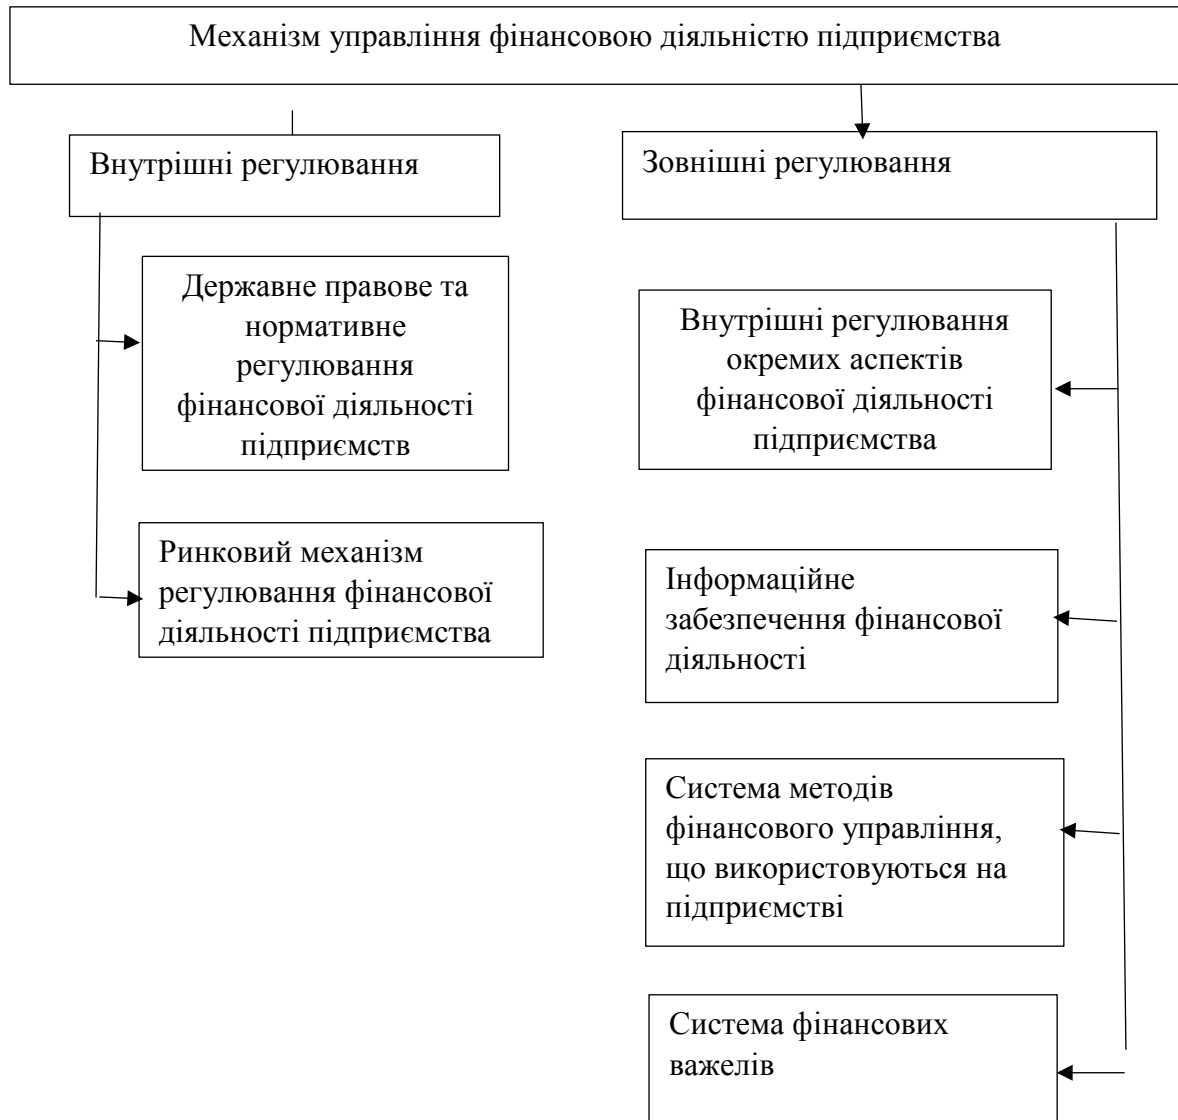 Механізм управління фінансовою діяльністю підприємства
Внутрішні регулювання
Державне правове та
нормативне
регулювання
фінансової діяльності
підприємств
Ринковий механізм
регулювання фінансової
діяльності підприємства
Зовнішні регулювання
Внутрішні регулювання
окремих аспектів
фінансової діяльності
підприємства
Інформаційне
забезпечення фінансової
діяльності
Система методів
фінансового управління,
що використовуються на
підприємстві
Система фінансових
важелів